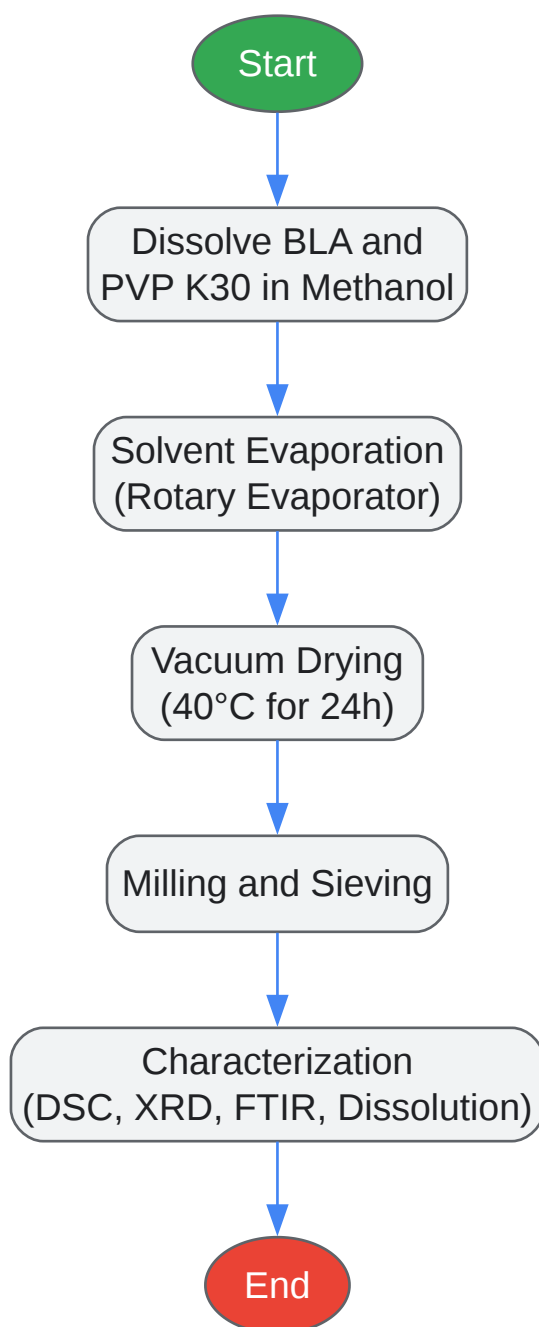 Start
Dissolve BLA and
PVP K30 in Methanol
Solvent Evaporation
(Rotary Evaporator)
Vacuum Drying
(40°C for 24h)
Milling and Sieving
Characterization
(DSC, XRD, FTIR, Dissolution)
End